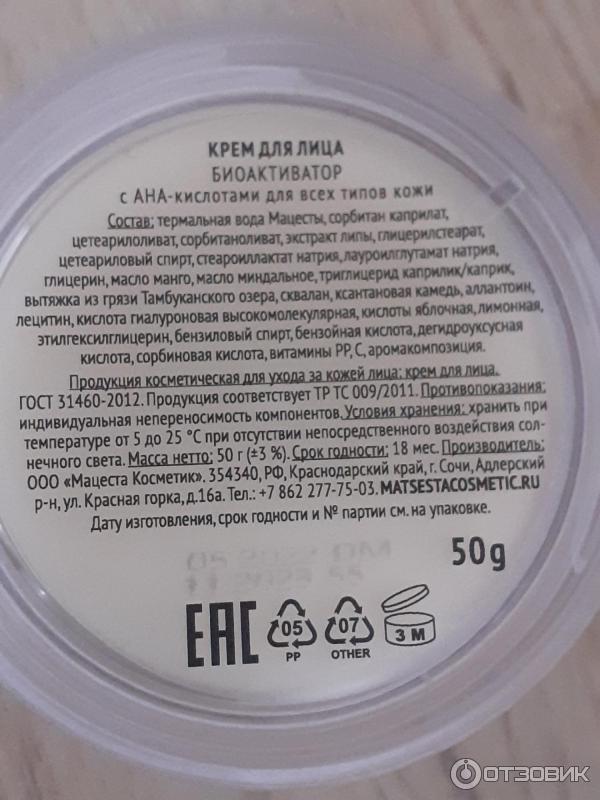 КРЕМ ДЛЯ ЛИЦА
БИОАКТИВАТОР
с АНА-кислотами для всех типов кожи
Состав: термальная вода Мацесты, сорбитан каприлат,
цетеарилоливат, сорбитаноливат, экстракт липы, глицерилстеарат,
цетеариловый спирт, стеароиллактат натрия, лауроилглутамат натрия,
глицерин, масло манго, масло миндальное, триглицерид каприлик/каприк,
вытяжка из грязи Тамбуканского озера, сквалан, ксантановая камедь, аллантоин,
лецитин, кислота гиалуроновая высокомолекулярная, кислоты яблочная, лимонная,
этилгексилглицерин, бензиловый спирт, бензойная кислота, дегидроуксусная
кислота, сорбиновая кислота, витамины РР, С, аромакомпозиция.
Продукция косметическая для ухода за кожей лица: крем для лица.
ГОСТ 31460-2012. Продукция соответствует ТР ТС 009/2011. Противопоказания:
индивидуальная непереносимость компонентов. Условия хранения: хранить при
температуре от 5 до 25 °С при отсутствии непосредственного воздействия сол-
нечного света. Масса нетто: 50 г (±3 %). Срок годности: 18 мес. Производитель:
ООО «Мацеста Косметик». 354340, РФ, Краснодарский край, г. Сочи, Адлерский
р-н, ул. Красная горка, д.16а. Тел.: +7 862 277-75-03. MATSESTACOSMETIC.RU
Дату изготовления, срок годности и № партии см. на упаковке.
50g
ЕАС 05 07 3 М
PP OTHER
ОТЗОВИК